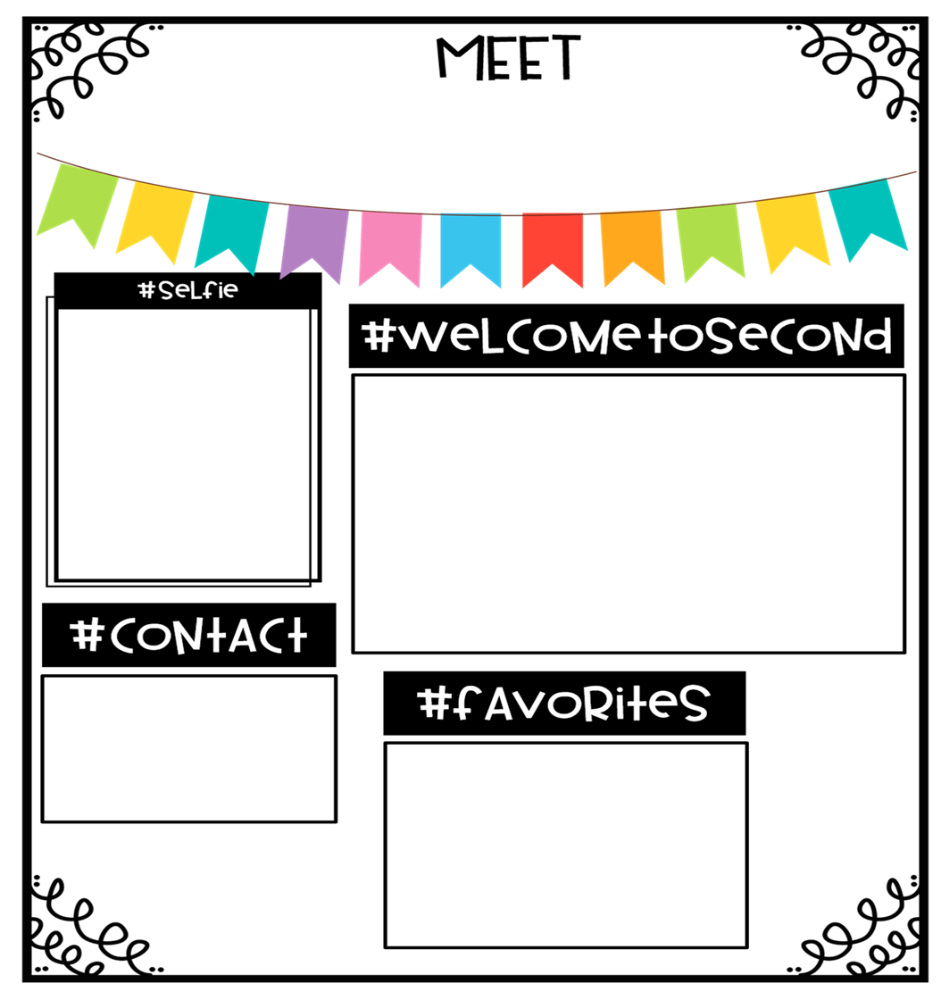 MEET
#Selfie
#WeLCOMetoSeCOND
#CONtACt
#fAVORiteS